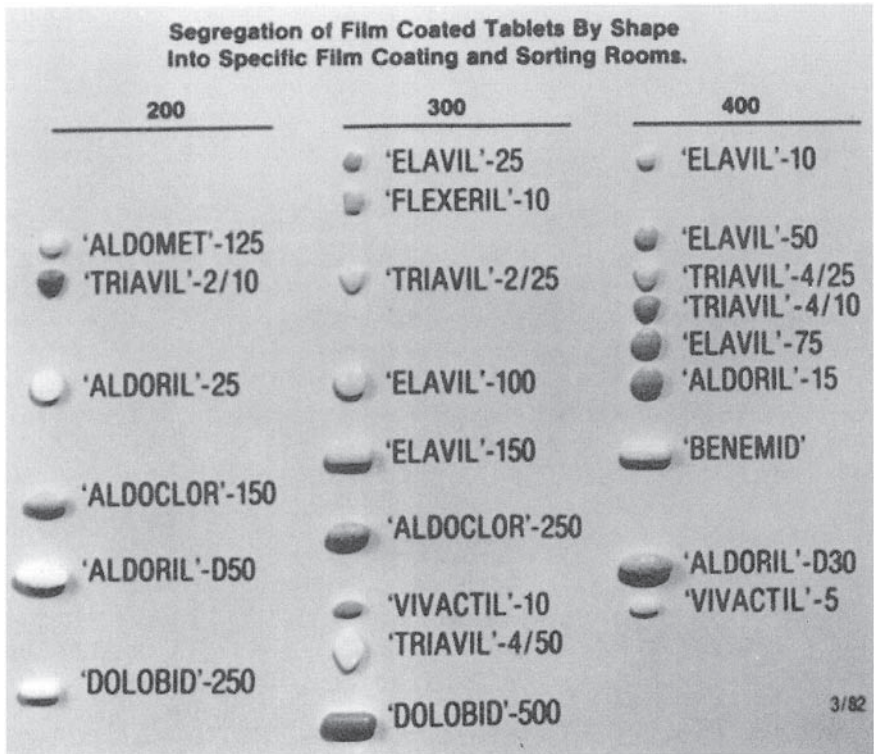 Segregation of Film Coated Tablets By Shape
Into Specific Film Coating and Sorting Rooms.
200
'ALDOMET'-125
'TRIAVIL'-2/10
'ALDORIL'-25
'ALDOCLOR'-150
'ALDORIL'-D50
'DOLOBID'-250
300
'ELAVIL'-25
'FLEXERIL'-10
'TRIAVIL'-2/25
'ELAVIL'-100
'ELAVIL'-150
'ALDOCLOR'-250
'VIVACTIL'-10
'TRIAVIL'-4/50
'DOLOBID'-500
400
'ELAVIL'-10
'ELAVIL'-50
'TRIAVIL'-4/25
'TRIAVIL'-4/10
'ELAVIL'-75
'ALDORIL'-15
'BENEMID'
'ALDORIL'-D30
'VIVACTIL'-5
3/82